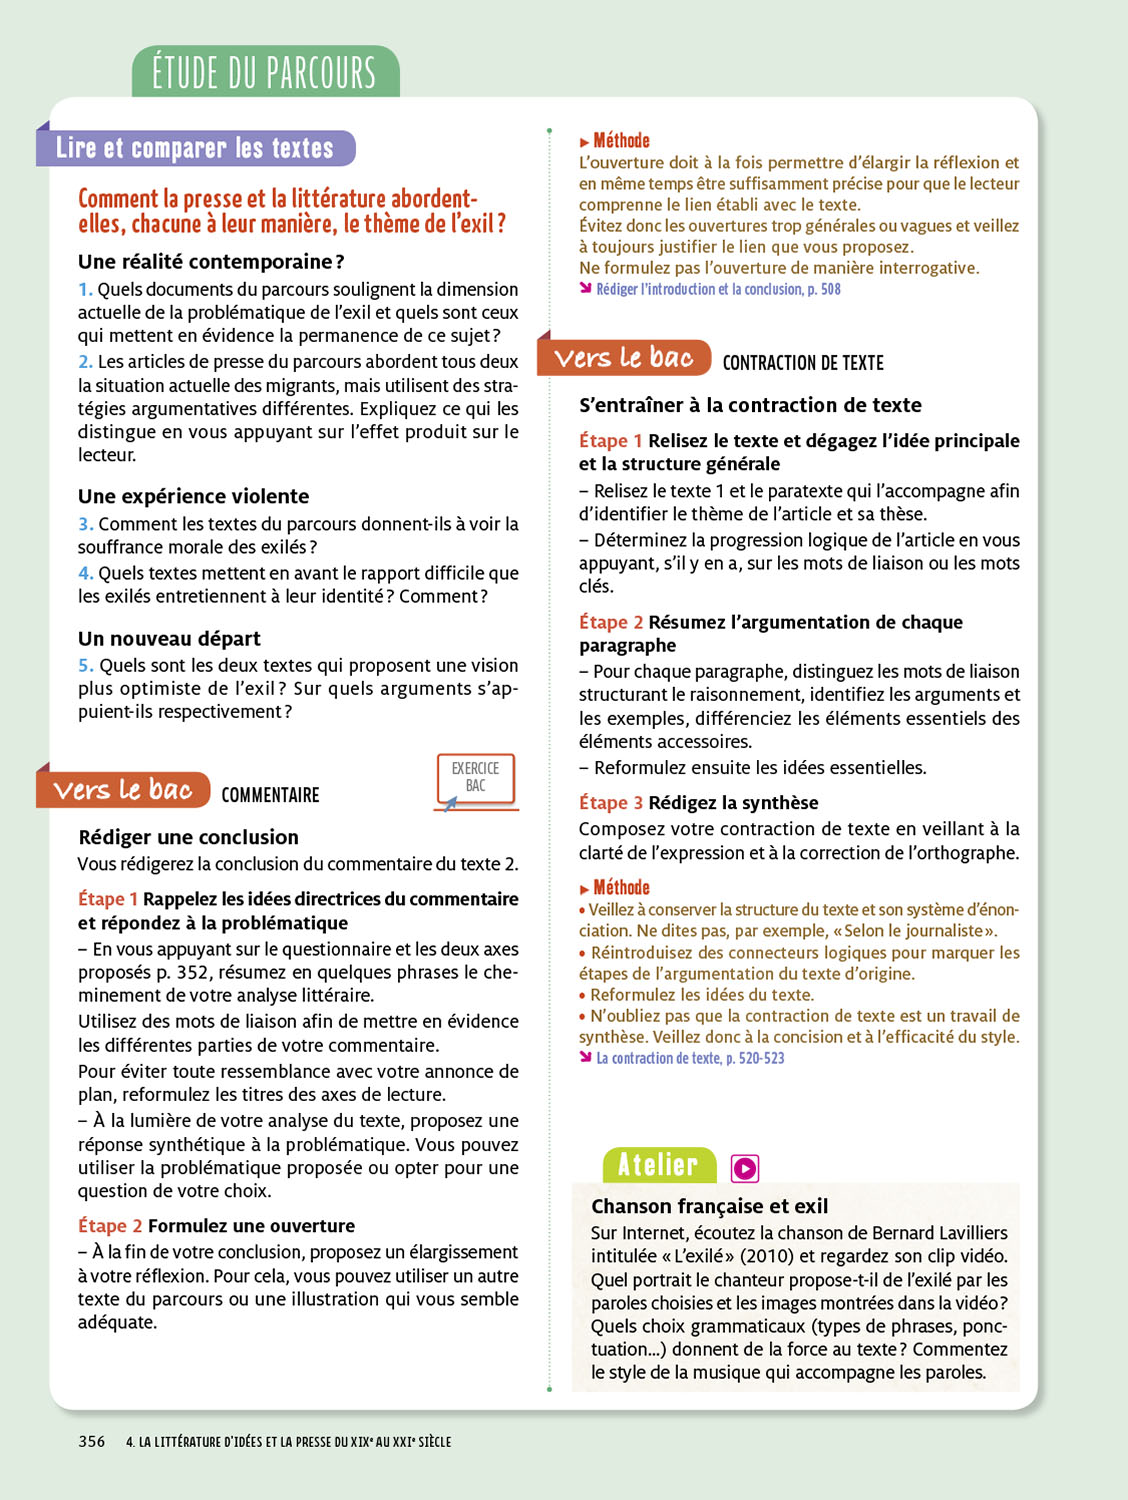 ÉTUDE DU PARCOURS
Lire et comparer les textes
Comment la presse et la littérature abordent-
elles, chacune à leur manière, le thème de l'exil ?
Une réalité contemporaine ?
1. Quels documents du parcours soulignent la dimension
actuelle de la problématique de l'exil et quels sont ceux
qui mettent en évidence la permanence de ce sujet ?
2. Les articles de presse du parcours abordent tous deux
la situation actuelle des migrants, mais utilisent des stra-
tégies argumentatives différentes. Expliquez ce qui les
distingue en vous appuyant sur l'effet produit sur le
lecteur.
Une expérience violente
3. Comment les textes du parcours donnent-ils à voir la
souffrance morale des exilés ?
4. Quels textes mettent en avant le rapport difficile que
les exilés entretiennent à leur identité ? Comment ?
Un nouveau départ
5. Quels sont les deux textes qui proposent une vision
plus optimiste de l'exil ? Sur quels arguments s'ap-
puient-ils respectivement ?
Vers le bac COMMENTAIRE
EXERCICE
BAC
Rédiger une conclusion
Vous rédigerez la conclusion du commentaire du texte 2.
Étape 1 Rappelez les idées directrices du commentaire
et répondez à la problématique
– En vous appuyant sur le questionnaire et les deux axes
proposés p. 352, résumez en quelques phrases le che-
minement de votre analyse littéraire.
Utilisez des mots de liaison afin de mettre en évidence
les différentes parties de votre commentaire.
Pour éviter toute ressemblance avec votre annonce de
plan, reformulez les titres des axes de lecture.
– À la lumière de votre analyse du texte, proposez une
réponse synthétique à la problématique. Vous pouvez
utiliser la problématique proposée ou opter pour une
question de votre choix.
Étape 2 Formulez une ouverture
– À la fin de votre conclusion, proposez un élargissement
à votre réflexion. Pour cela, vous pouvez utiliser un autre
texte du parcours ou une illustration qui vous semble
adéquate.
▶ Méthode
L'ouverture doit à la fois permettre d'élargir la réflexion et
en même temps être suffisamment précise pour que le lecteur
comprenne le lien établi avec le texte.
Évitez donc les ouvertures trop générales ou vagues et veillez
à toujours justifier le lien que vous proposez.
Ne formulez pas l'ouverture de manière interrogative.
Rédiger l'introduction et la conclusion, p. 508
Vers le bac CONTRACTION DE TEXTE
S'entraîner à la contraction de texte
Étape 1 Relisez le texte et dégagez l'idée principale
et la structure générale
– Relisez le texte 1 et le paratexte qui l'accompagne afin
d'identifier le thème de l'article et sa thèse.
– Déterminez la progression logique de l'article en vous
appuyant, s'il y en a, sur les mots de liaison ou les mots
clés.
Étape 2 Résumez l'argumentation de chaque
paragraphe
– Pour chaque paragraphe, distinguez les mots de liaison
structurant le raisonnement, identifiez les arguments et
les exemples, différenciez les éléments essentiels des
éléments accessoires.
– Reformulez ensuite les idées essentielles.
Étape 3 Rédigez la synthèse
Composez votre contraction de texte en veillant à la
clarté de l'expression et à la correction de l'orthographe.
▶ Méthode
• Veillez à conserver la structure du texte et son système d'énon-
ciation. Ne dites pas, par exemple, « Selon le journaliste ».
• Réintroduisez des connecteurs logiques pour marquer les
étapes de l'argumentation du texte d'origine.
• Reformulez les idées du texte.
• N'oubliez pas que la contraction de texte est un travail de
synthèse. Veillez donc à la concision et à l'efficacité du style.
La contraction de texte, p. 520-523
Atelier
Chanson française et exil
Sur Internet, écoutez la chanson de Bernard Lavilliers
intitulée « L'exilé » (2010) et regardez son clip vidéo.
Quel portrait le chanteur propose-t-il de l'exilé par les
paroles choisies et les images montrées dans la vidéo ?
Quels choix grammaticaux (types de phrases, ponc-
tuation...) donnent de la force au texte ? Commentez
le style de la musique qui accompagne les paroles.
356 4. LA LITTÉRATURE D'IDÉES ET LA PRESSE DU XIXe AU XXIe SIÈCLE